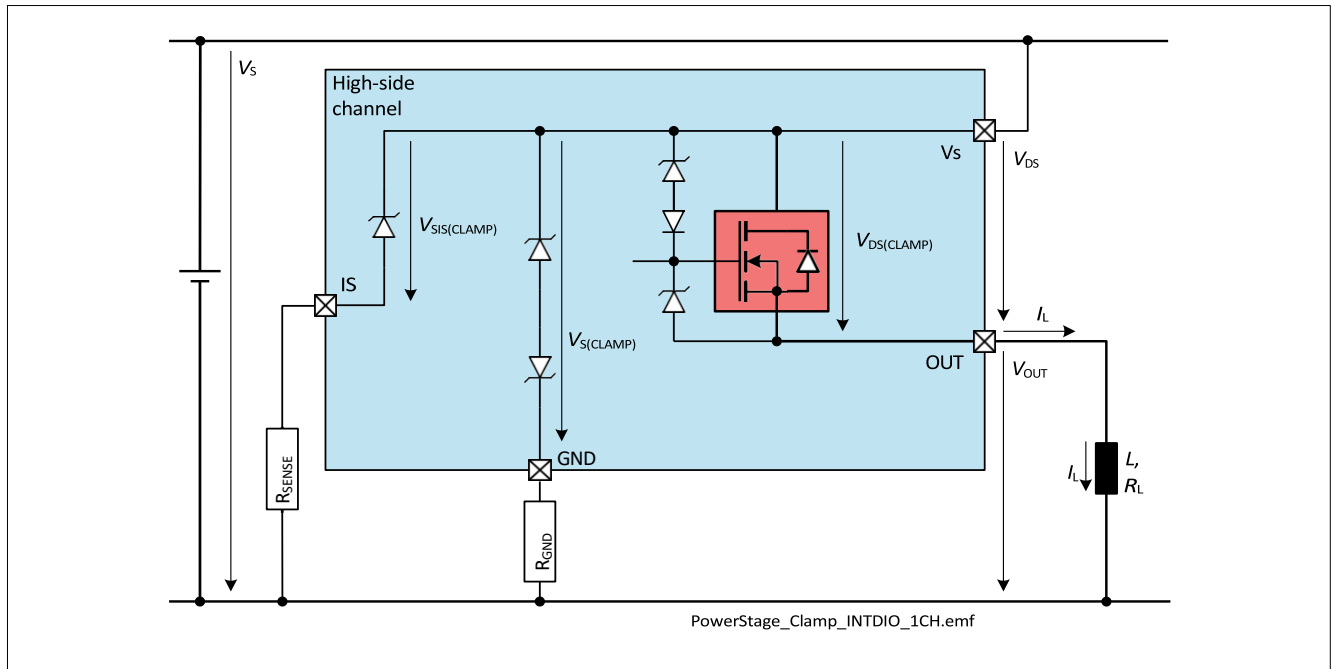 VS
High-side
channel
Vs
VDS
VSIS(CLAMP)
VDS(CLAMP)
IS
IL
VS(CLAMP)
OUT
VOUT
GND
RSENSE
IL
L,
RL
RGND
PowerStage_Clamp_INTDIO_1CH.emf